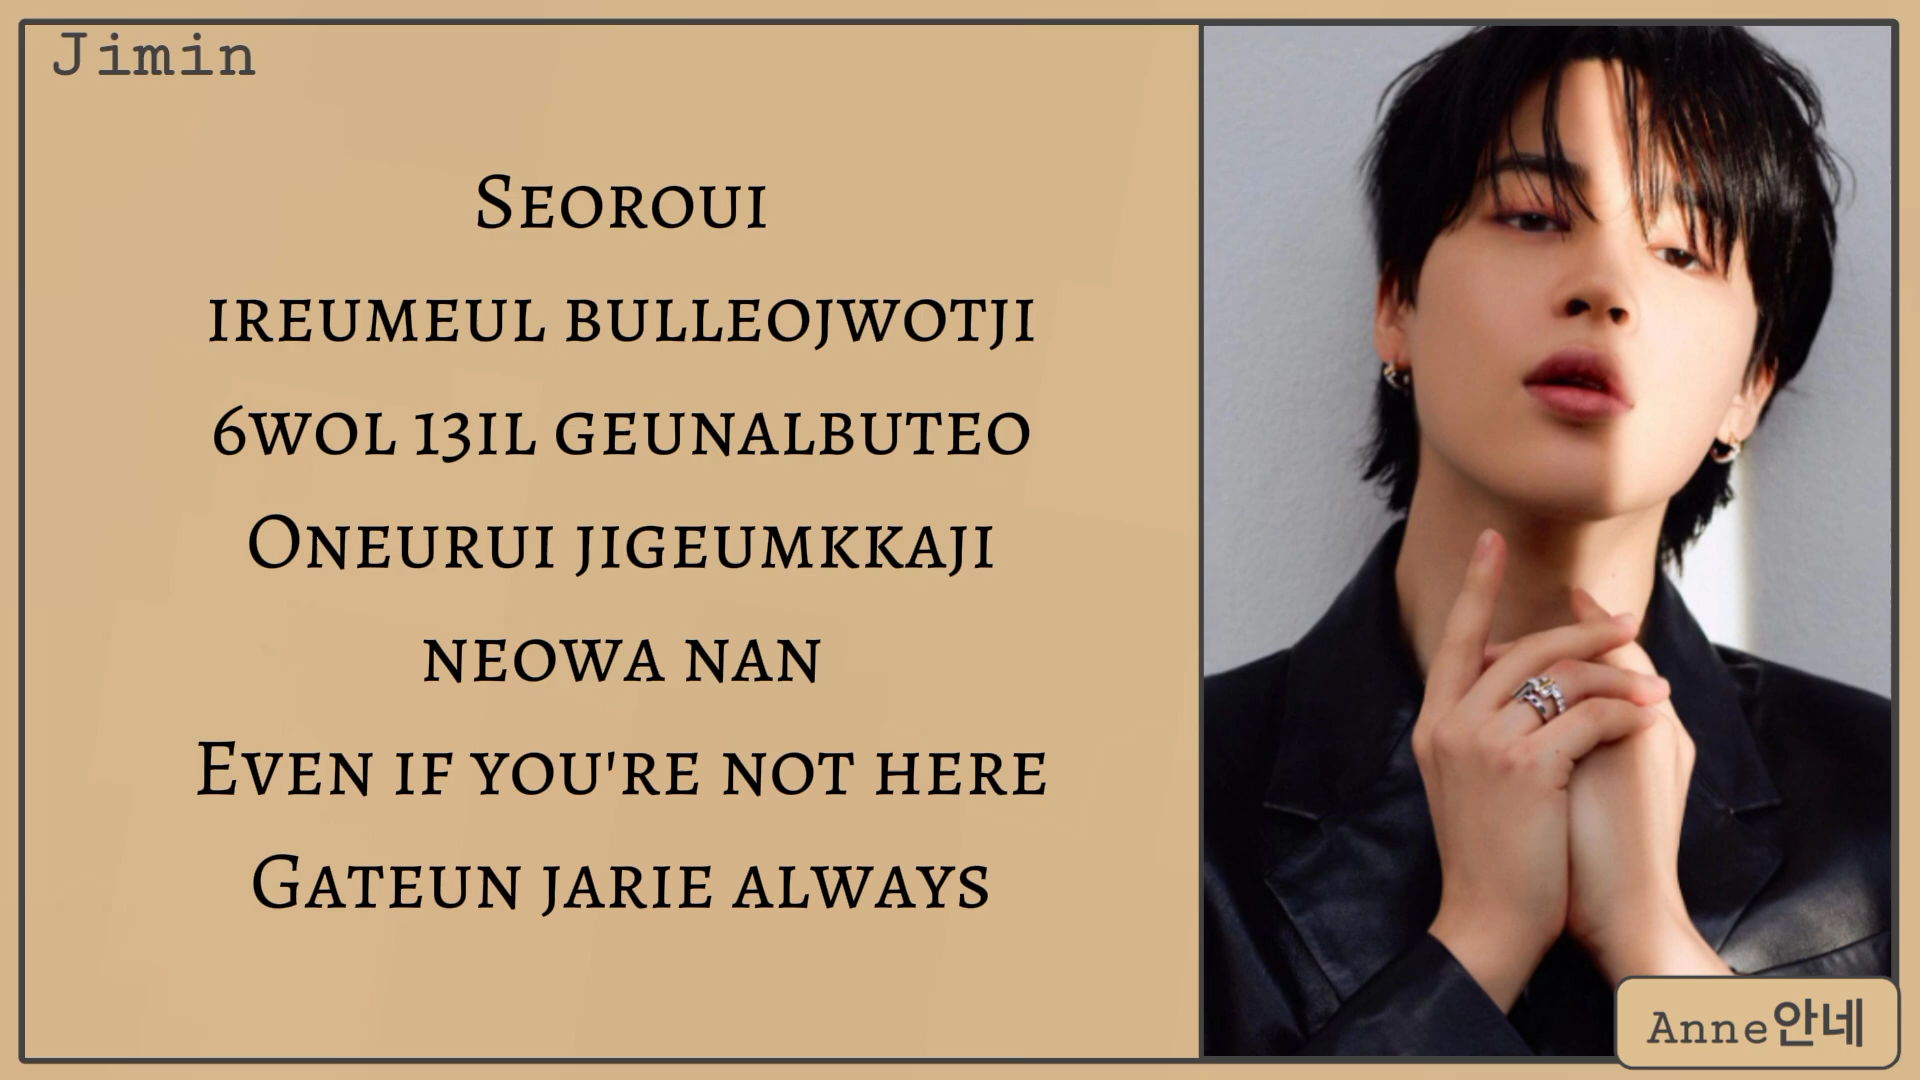 Jimin
Seoroui
ireumeul bulleojwotji
6wol 13il geunalbuteo
Oneurui jigeumkkaji
neowa nan
Even if you're not here
Gateun jarie always
Anne안네